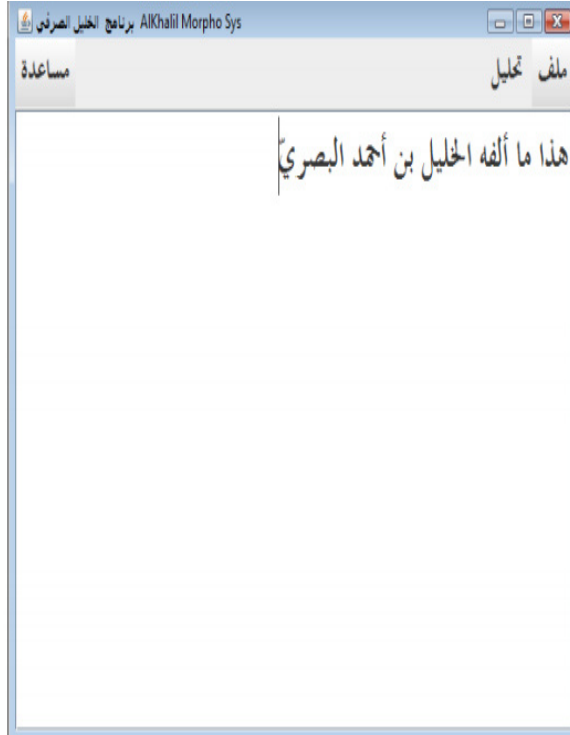 برنامج الخليل الصرفي AlKhalil Morpho Sys
ملف تحليل مساعدة
هذا ما ألفه الخليل بن أحمد البصريّ